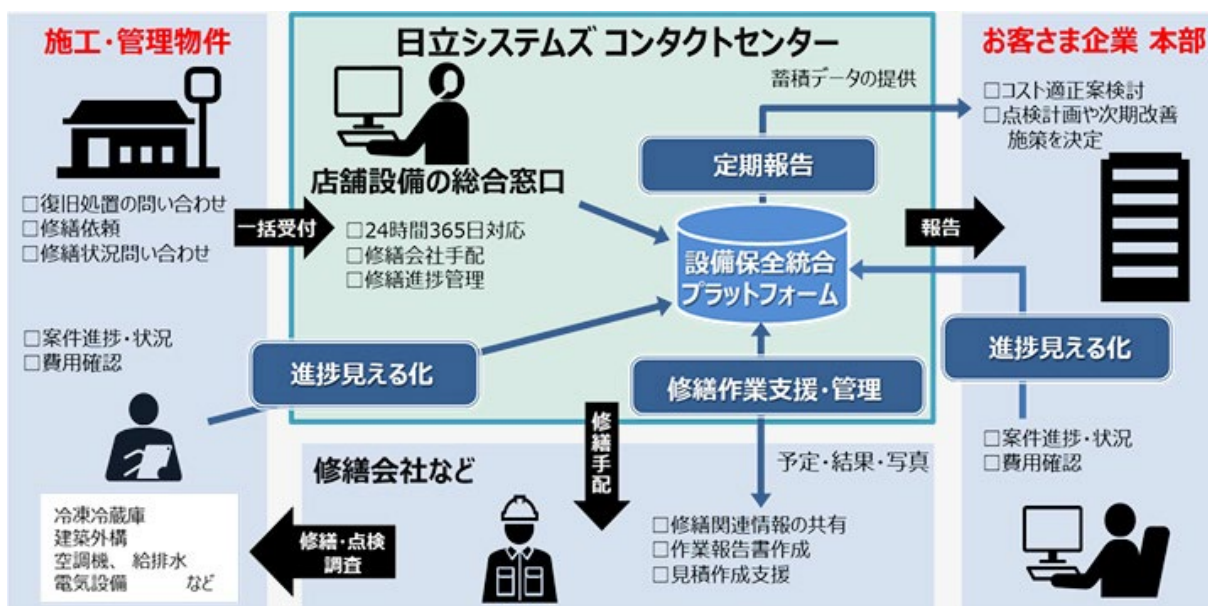 施工・管理物件
□復旧処置の問い合わせ
□修繕依頼
□修繕状況問い合わせ
□案件進捗・状況
□費用確認
冷凍冷蔵庫
建築外構
空調機、 給排水
電気設備 など
一括受付
日立システムズ コンタクトセンター
店舗設備の総合窓口
□24時間365日対応
□修繕会社手配
□修繕進捗管理
蓄積データの提供
定期報告
設備保全統合
プラットフォーム
進捗見える化
修繕作業支援・管理
修繕手配
修繕会社など
予定・結果・写真
□修繕関連情報の共有
□作業報告書作成
□見積作成支援
修繕・点検
調査
報告
お客さま企業 本部
□コスト適正案検討
□点検計画や次期改善
施策を決定
進捗見える化
□案件進捗・状況
□費用確認